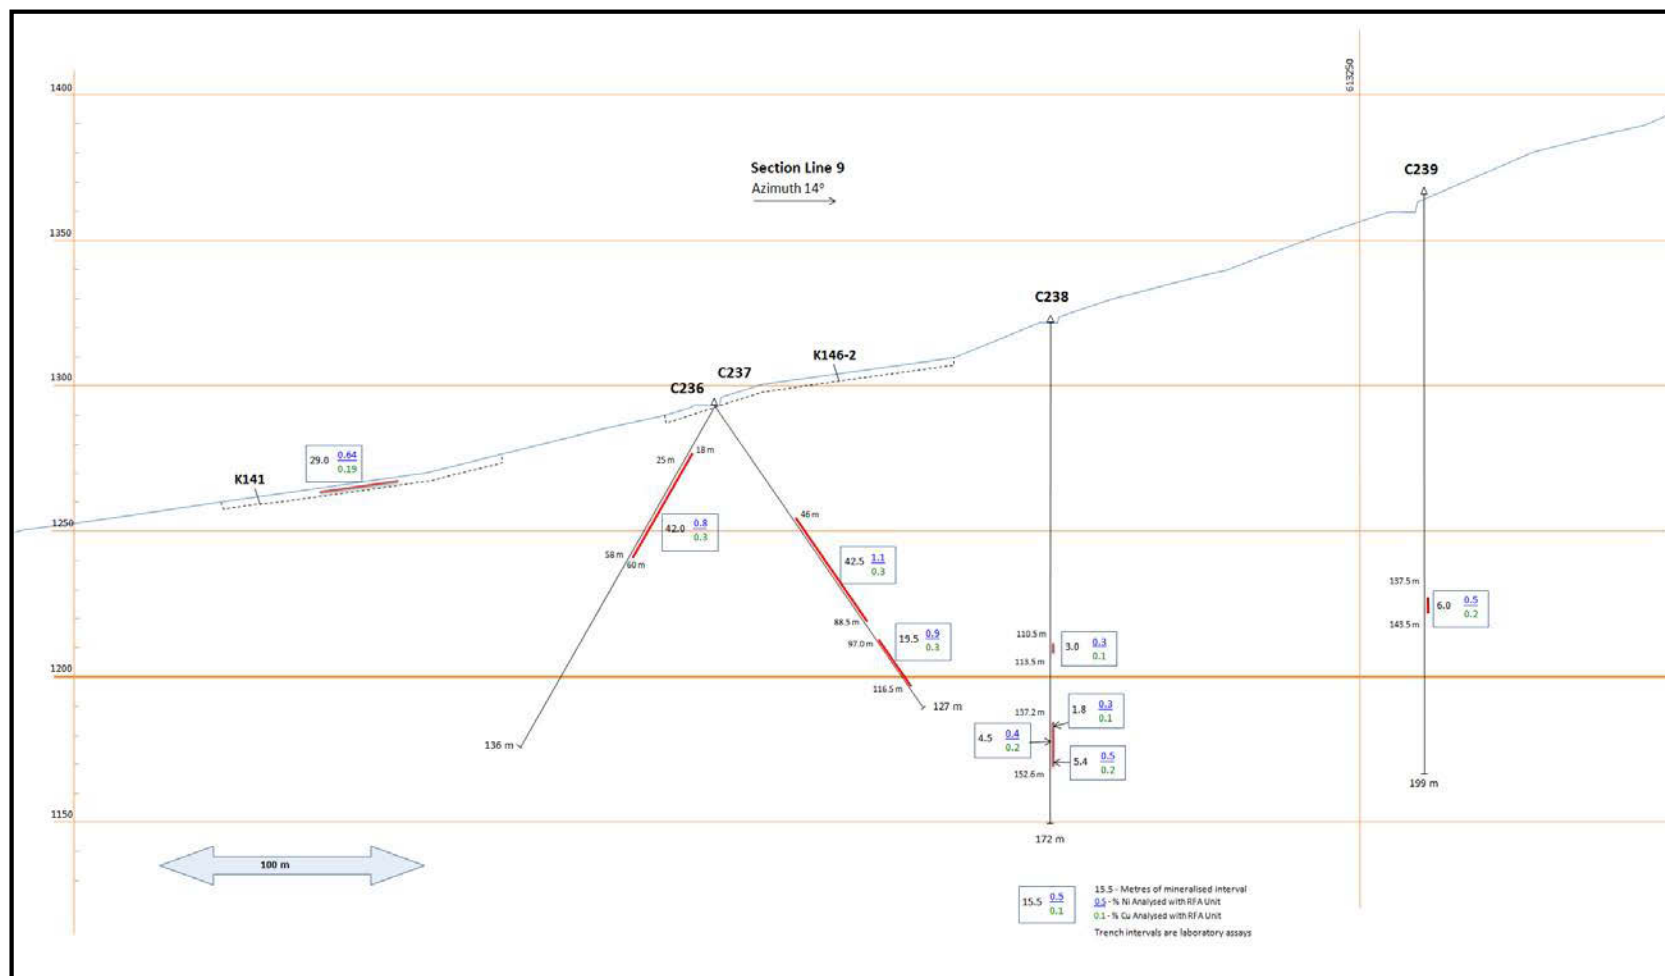 613250
1400
Section Line 9
Azimuth 14°
C239
1350
C238
K146-2
1300
C237
C236
29.0 0.64
0.19
K141
18 m
25 m
1250
42.0 0.8
0.3
58 m
60 m
46 m
42.5 1.1
0.3
88.5 m
97.0 m
19.5 0.9
0.3
116.5 m
127 m
136 m
137.5 m
6.0 0.5
0.2
143.5 m
110.5 m
3.0 0.3
0.1
113.5 m
1200
137.2 m
1.8 0.3
0.1
4.5 0.4
0.2
5.4 0.5
0.2
152.6 m
199 m
1150
172 m
100 m
15.5 0.5
0.1
15.5 - Metres of mineralised interval
0.5 - % Ni Analysed with RFA Unit
0.1 - % Cu Analysed with RFA Unit
Trench intervals are laboratory assays